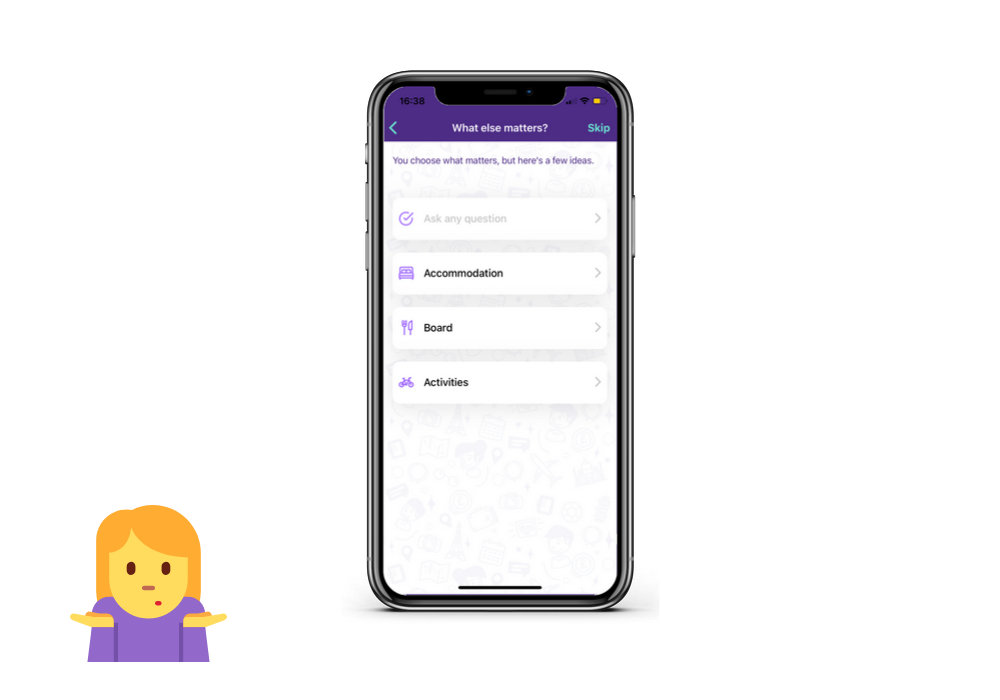 16:38
What else matters?
Skip
You choose what matters, but here's a few ideas.
Ask any question
Accommodation
Board
Activities